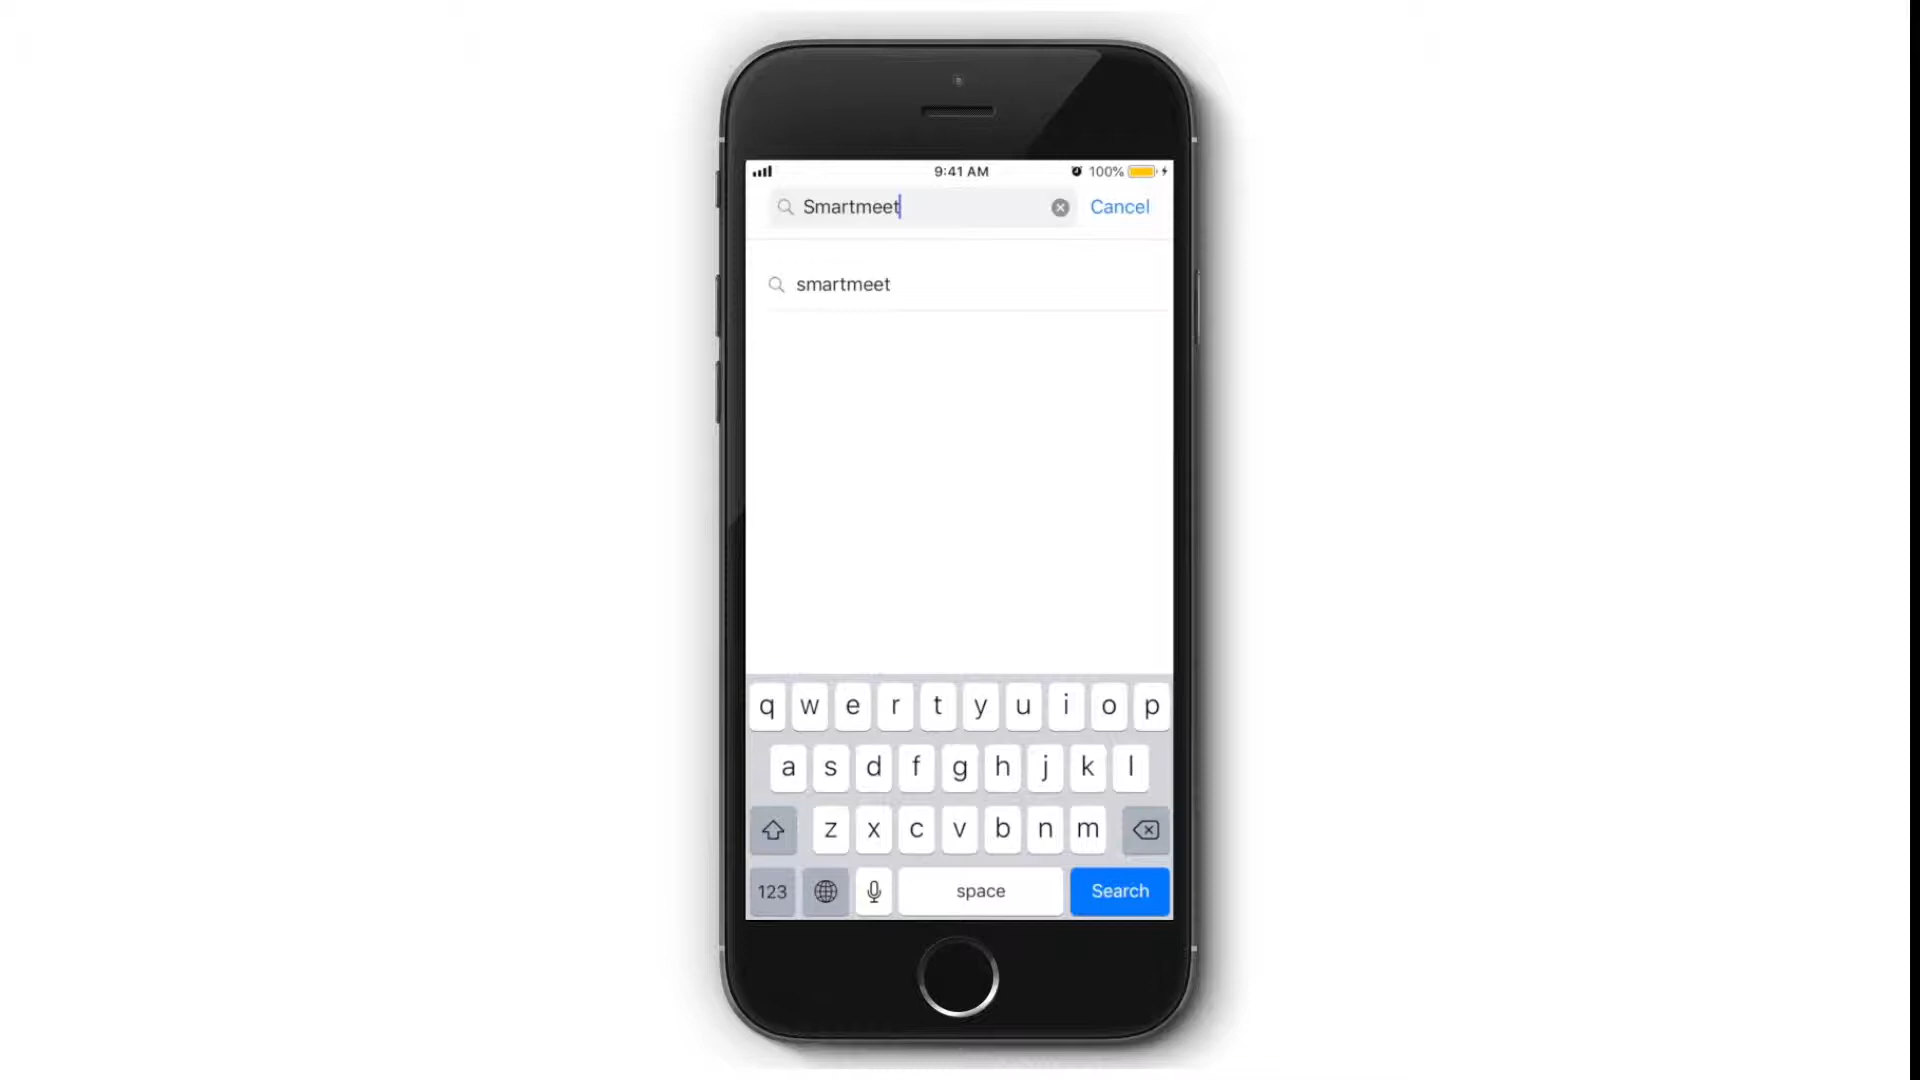 9:41 AM 100%
Smartmeet Cancel
smartmeet
q w e r t y u i o p
a s d f g h j k l
z x c v b n m
123 space Search